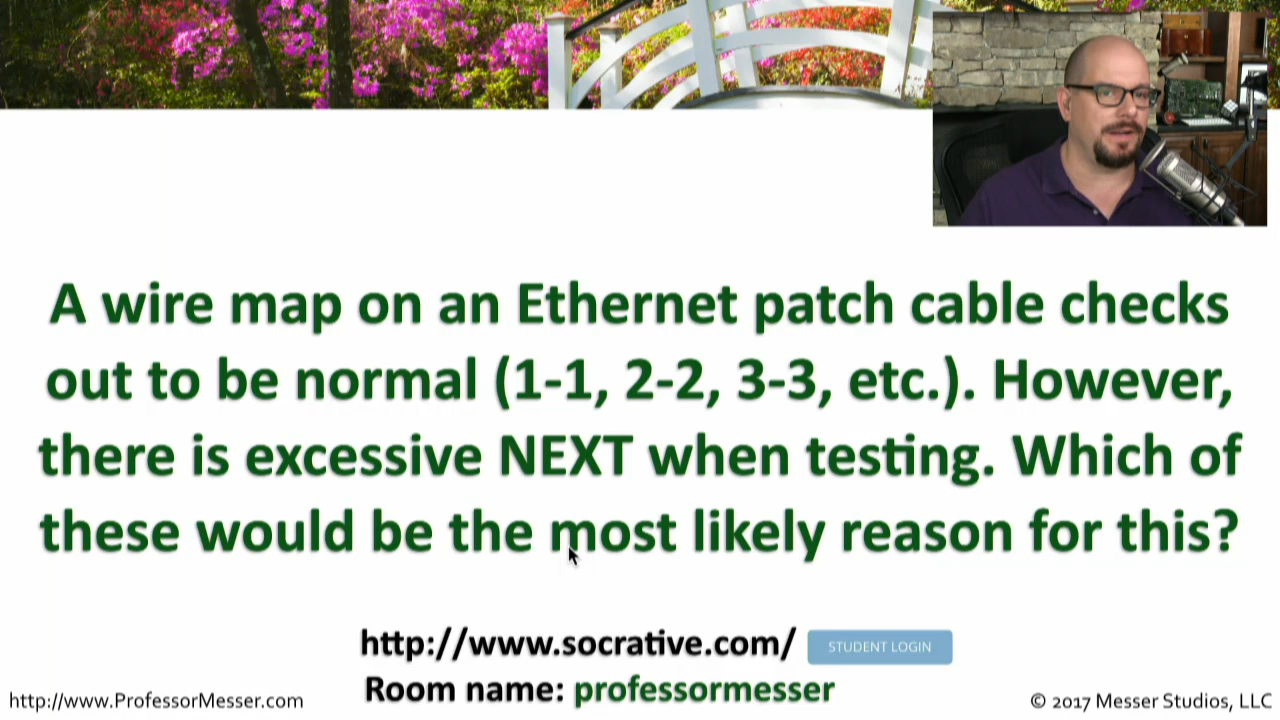 A wire map on an Ethernet patch cable checks
out to be normal (1-1, 2-2, 3-3, etc.). However,
there is excessive NEXT when testing. Which of
these would be the most likely reason for this?
http://www.socrative.com/ STUDENT LOGIN
Room name: professormesser
http://www.ProfessorMesser.com
© 2017 Messer Studios, LLC